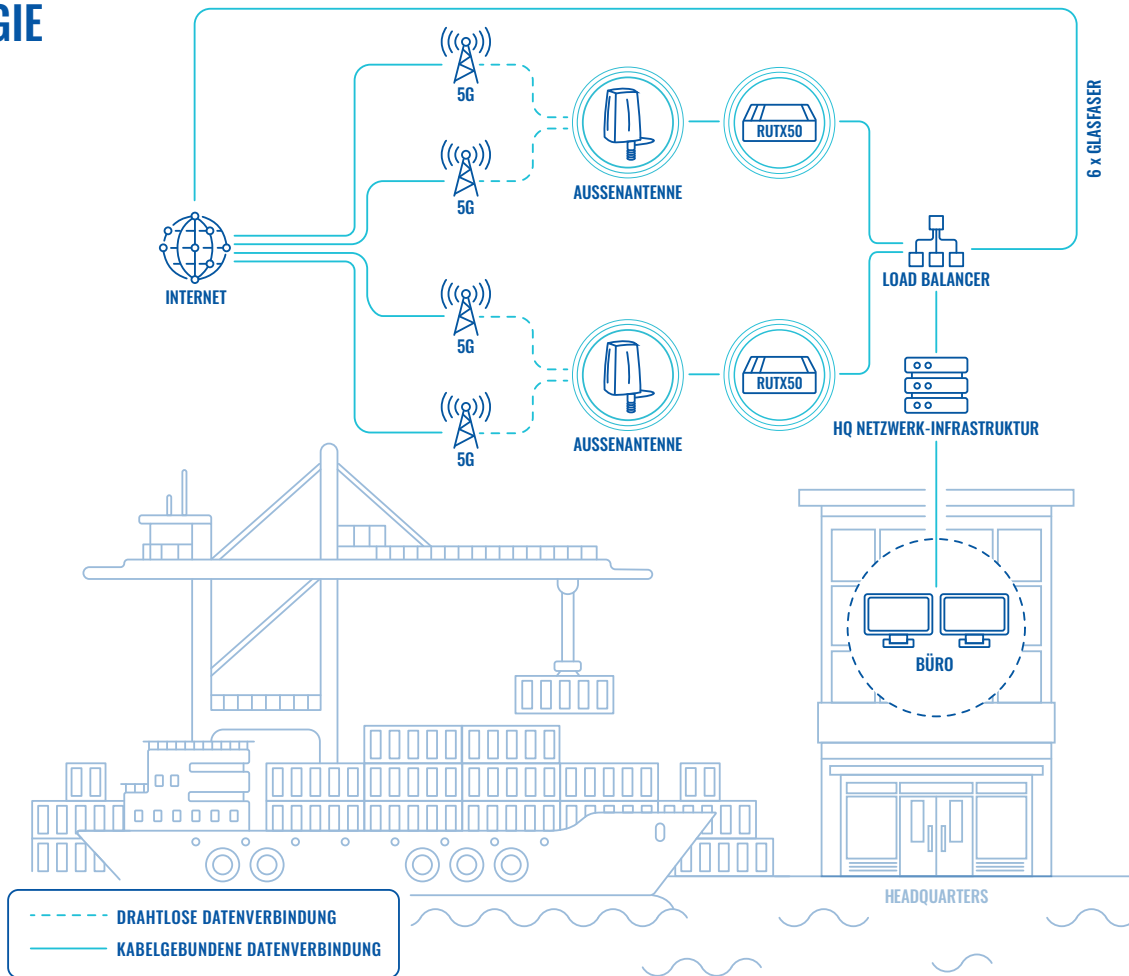 GIE
5G
RUTX50
6 x GLASFASER
5G
AUSSENANTENNE
INTERNET
LOAD BALANCER
5G
RUTX50
5G
AUSSENANTENNE
HQ NETZWERK-INFRASTRUKTUR
BÜRO
HEADQUARTERS
DRAHTLOSE DATENVERBINDUNG
KABELGEBUNDENE DATENVERBINDUNG